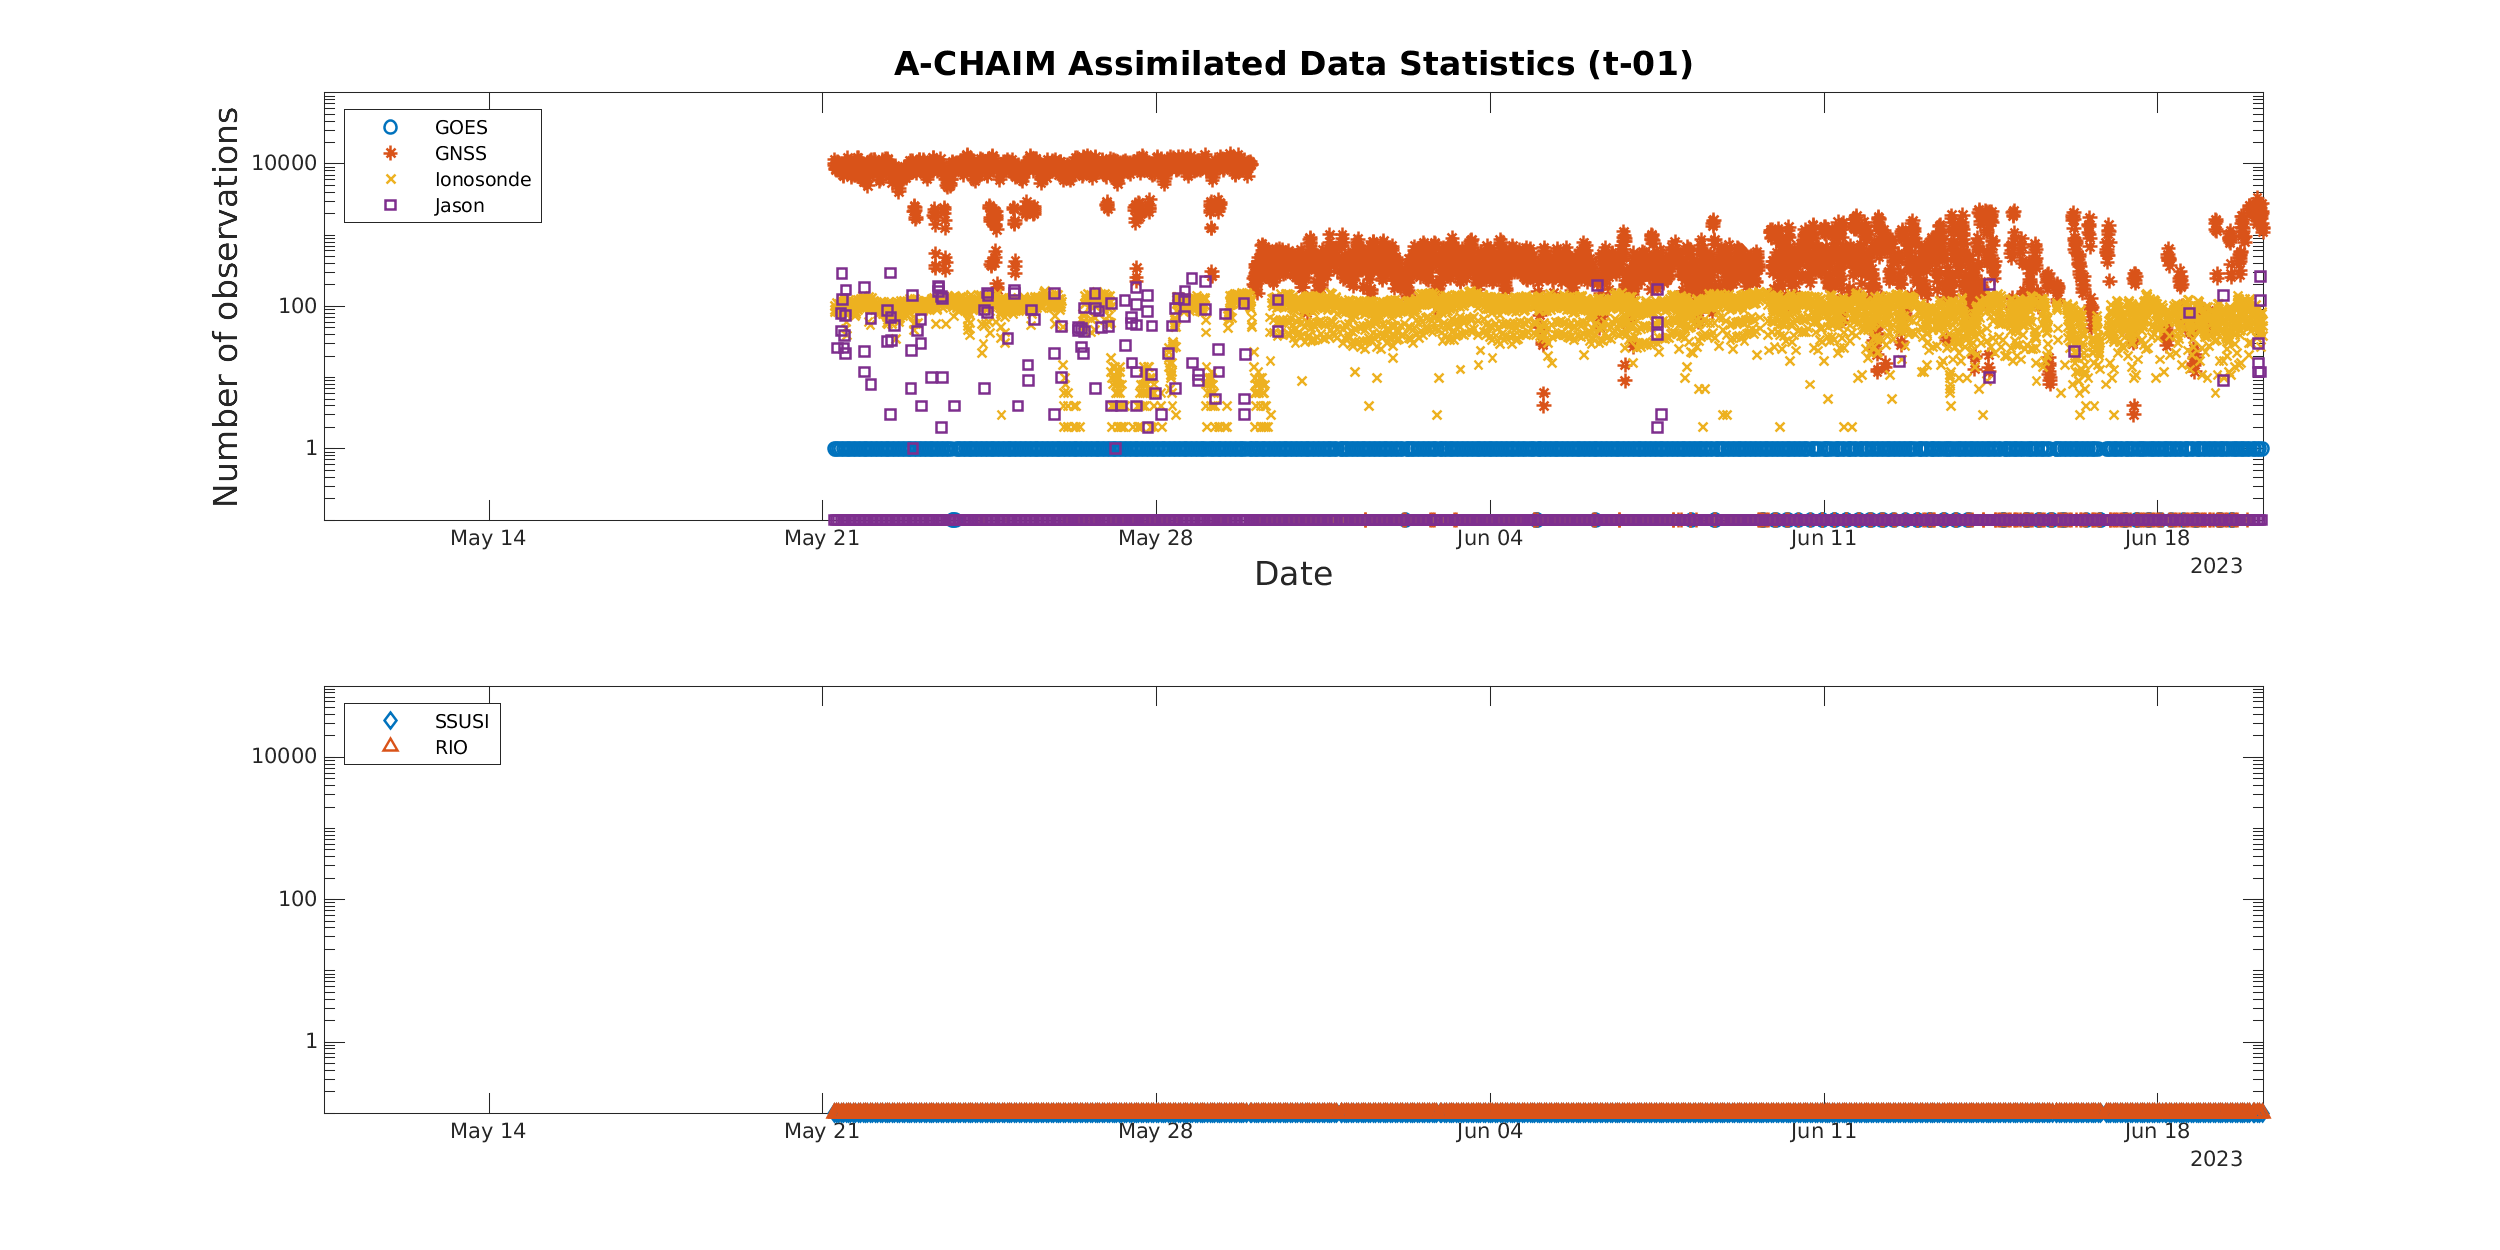 A-CHAIM Assimilated Data Statistics (t-01)
GOES
GNSS
Ionosonde
Jason
Number of observations
10000
100
1
May 14 May 21 May 28 Jun 04 Jun 11 Jun 18
2023
Date
SSUSI
RIO
10000
100
1
May 14 May 21 May 28 Jun 04 Jun 11 Jun 18
2023